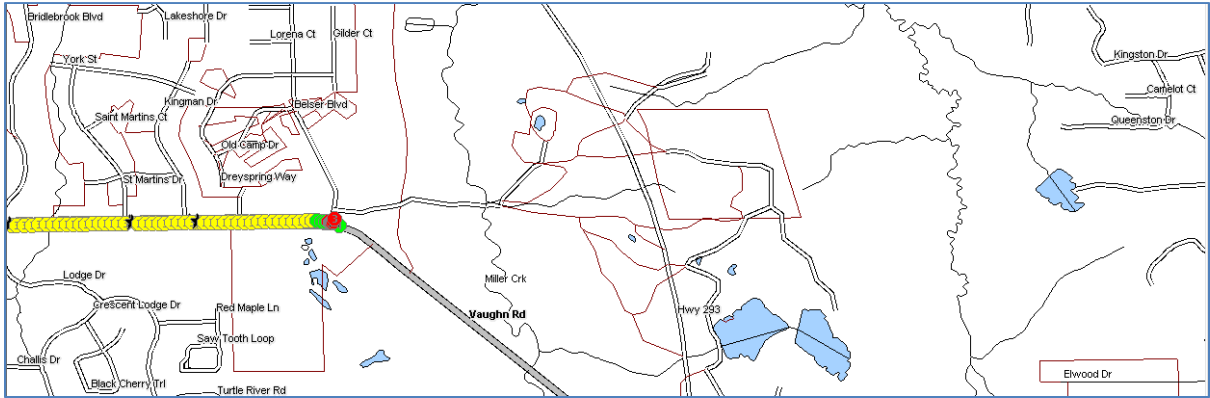 Bridlebrook Blvd
Lakeshore Dr
Lorena Ct
Gilder Ct
York St
Kingston Dr
Kingman Dr
Belser Blvd
Camelot Ct
Saint Martins Ct
Queenston Dr
Old Camp Dr
St Martins Dr
Dreyspring Way
3
Lodge Dr
Miller Crk
Crescent Lodge Dr
Red Maple Ln
Vaughn Rd
Hwy 293
Saw Tooth Loop
Challis Dr
Elwood Dr
Black Cherry Trl
Turtle River Rd